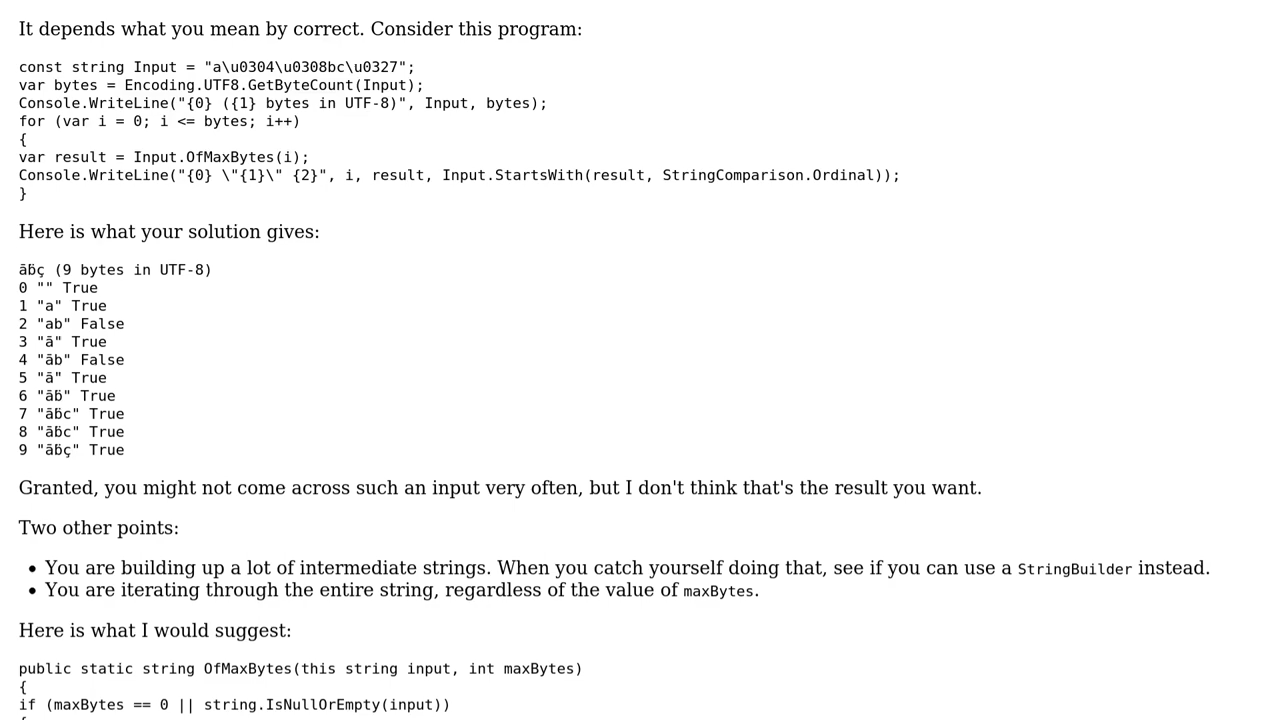 It depends what you mean by correct. Consider this program:
const string Input = "a\u0304\u0308bc\u0327";
var bytes = Encoding.UTF8.GetByteCount(Input);
Console.WriteLine("{0} ({1} bytes in UTF-8)", Input, bytes);
for (var i = 0; i <= bytes; i++)
{
var result = Input.OfMaxBytes(i);
Console.WriteLine("{0} \"{1}\" {2}", i, result, Input.StartsWith(result, StringComparison.Ordinal));
}
Here is what your solution gives:
ā̈bç (9 bytes in UTF-8)
0 "" True
1 "a" True
2 "ab" False
3 "ā" True
4 "āb" False
5 "ā̈" True
6 "ā̈b" True
7 "ā̈bc" True
8 "ā̈bc" True
9 "ā̈bç" True
Granted, you might not come across such an input very often, but I don't think that's the result you want.
Two other points:
• You are building up a lot of intermediate strings. When you catch yourself doing that, see if you can use a StringBuilder instead.
• You are iterating through the entire string, regardless of the value of maxBytes.
Here is what I would suggest:
public static string OfMaxBytes(this string input, int maxBytes)
{
if (maxBytes == 0 || string.IsNullOrEmpty(input))
{